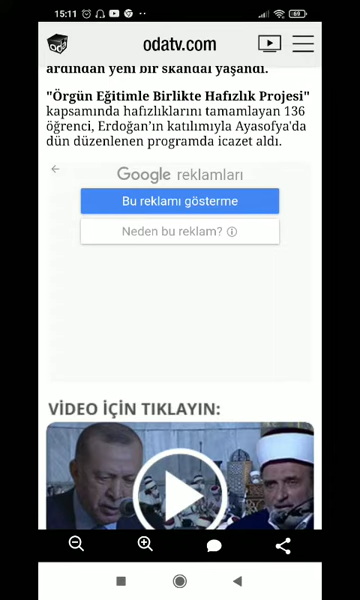 15:11
69
odatv.com
ardından yeni bir skandal yaşandı.
"Örgün Eğitimle Birlikte Hafızlık Projesi"
kapsamında hafızlıklarını tamamlayan 136
öğrenci, Erdoğan'ın katılımıyla Ayasofya'da
dün düzenlenen programda icazet aldı.
Google reklamları
Bu reklamı gösterme
Neden bu reklam?
VİDEO İÇİN TIKLAYIN: